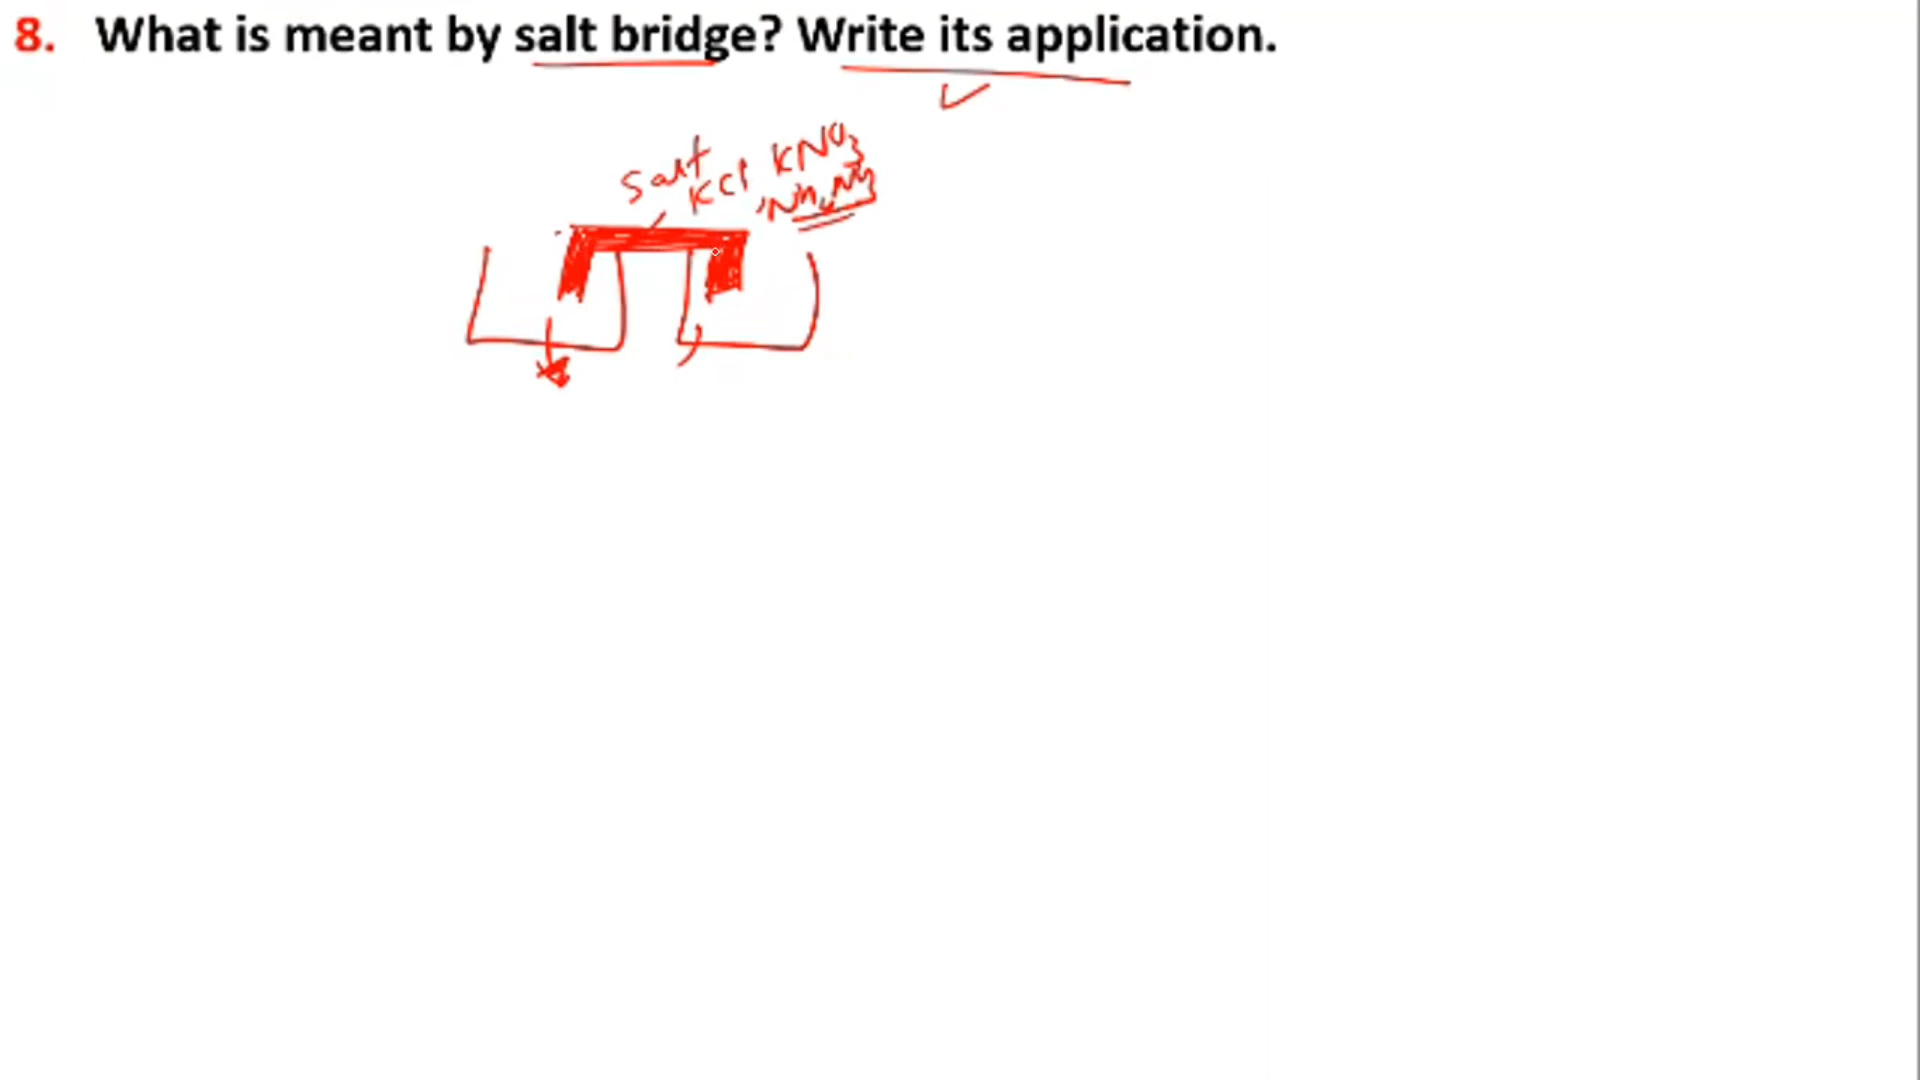 8. What is meant by salt bridge? Write its application.
Salt
KCl KNO3
,NH4NO3